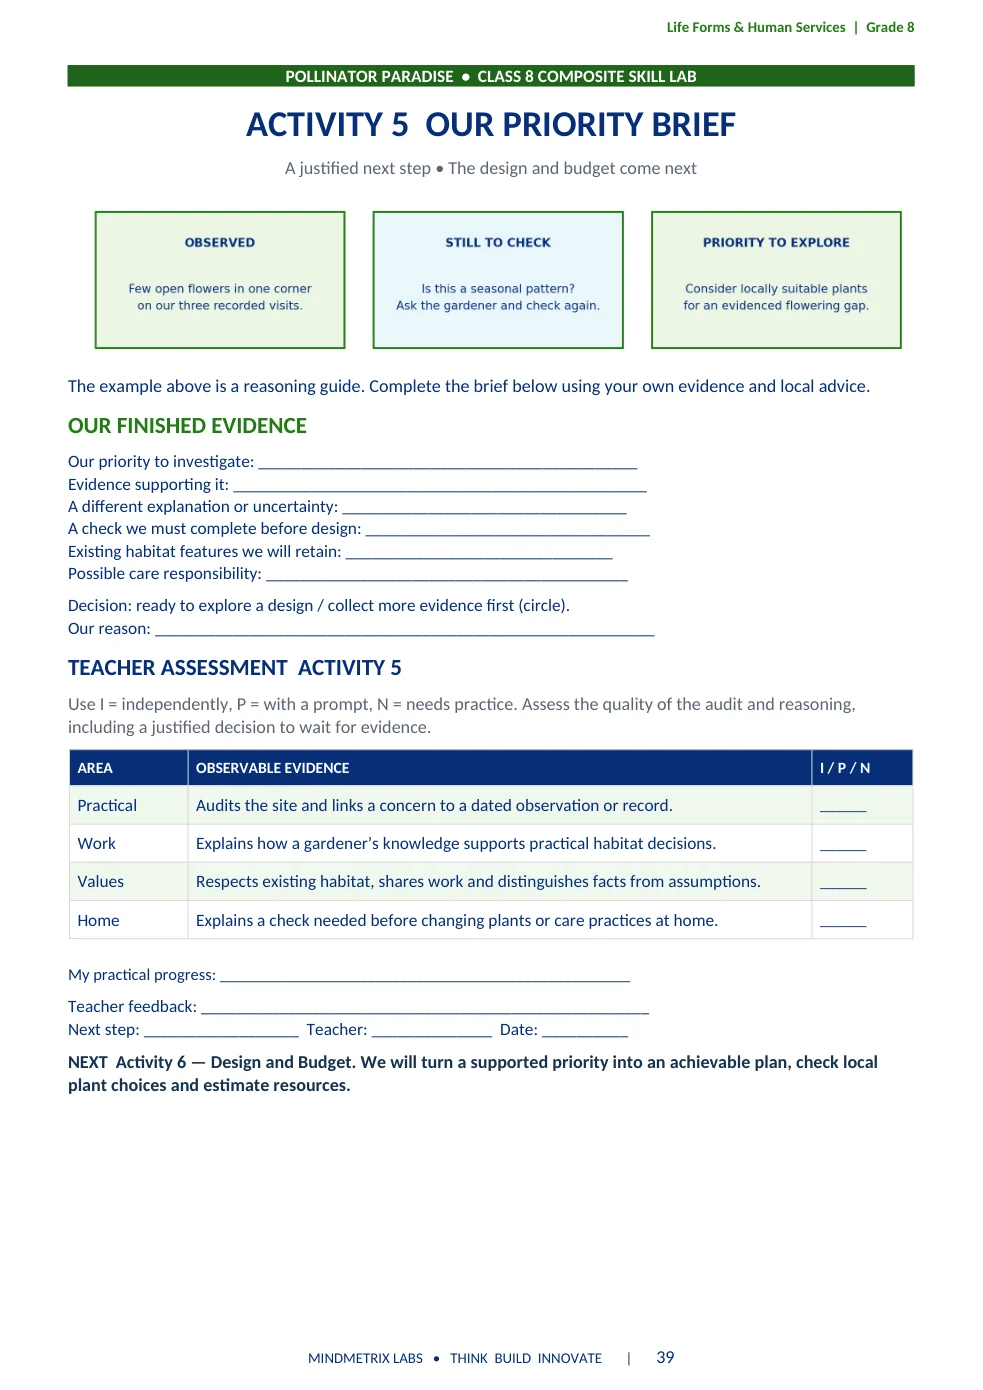 Life Forms & Human Services | Grade 8
POLLINATOR PARADISE ● CLASS 8 COMPOSITE SKILL LAB
ACTIVITY 5 OUR PRIORITY BRIEF
A justified next step • The design and budget come next
OBSERVED
Few open flowers in one corner
on our three recorded visits.
STILL TO CHECK
Is this a seasonal pattern?
Ask the gardener and check again.
PRIORITY TO EXPLORE
Consider locally suitable plants
for an evidenced flowering gap.
The example above is a reasoning guide. Complete the brief below using your own evidence and local advice.
OUR FINISHED EVIDENCE
Our priority to investigate: ____________________________________________
Evidence supporting it: ________________________________________________
A different explanation or uncertainty: _________________________________
A check we must complete before design: _________________________________
Existing habitat features we will retain: _______________________________
Possible care responsibility: __________________________________________
Decision: ready to explore a design / collect more evidence first (circle).
Our reason: __________________________________________________________
TEACHER ASSESSMENT ACTIVITY 5
Use I = independently, P = with a prompt, N = needs practice. Assess the quality of the audit and reasoning,
including a justified decision to wait for evidence.
AREA OBSERVABLE EVIDENCE I / P / N
Practical Audits the site and links a concern to a dated observation or record. _____
Work Explains how a gardener’s knowledge supports practical habitat decisions. _____
Values Respects existing habitat, shares work and distinguishes facts from assumptions. _____
Home Explains a check needed before changing plants or care practices at home. _____
My practical progress: ________________________________________________
Teacher feedback: ____________________________________________________
Next step: __________________ Teacher: ______________ Date: __________
NEXT Activity 6 — Design and Budget. We will turn a supported priority into an achievable plan, check local
plant choices and estimate resources.
MINDMETRIX LABS ● THINK BUILD INNOVATE | 39